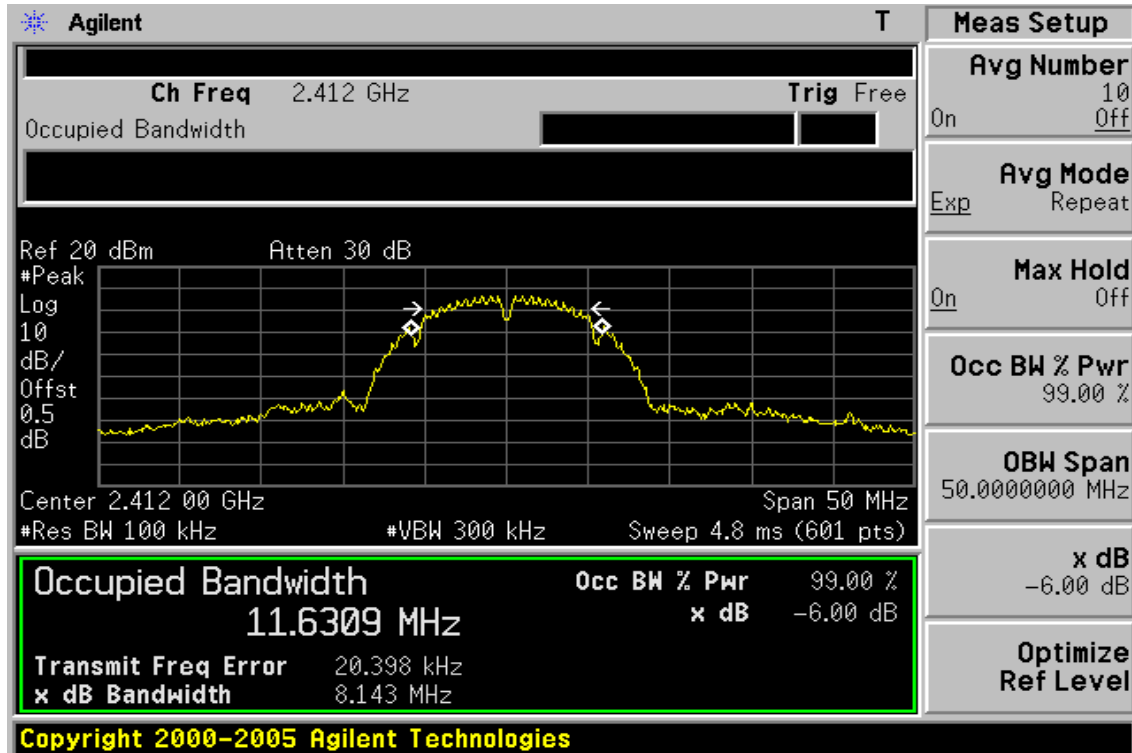 Agilent T
Ch Freq 2.412 GHz Trig Free
Occupied Bandwidth
Ref 20 dBm Atten 30 dB
#Peak
Log
10
dB/
Offst
0.5
dB
Center 2.412 00 GHz Span 50 MHz
#Res BW 100 kHz #VBW 300 kHz Sweep 4.8 ms (601 pts)
Occupied Bandwidth Occ BW % Pwr 99.00 %
11.6309 MHz x dB -6.00 dB
Transmit Freq Error 20.398 kHz
x dB Bandwidth 8.143 MHz
Copyright 2000-2005 Agilent Technologies
Meas Setup
Avg Number
10
On Off
Avg Mode
Exp Repeat
Max Hold
On Off
Occ BW % Pwr
99.00 %
OBW Span
50.0000000 MHz
x dB
-6.00 dB
Optimize
Ref Level